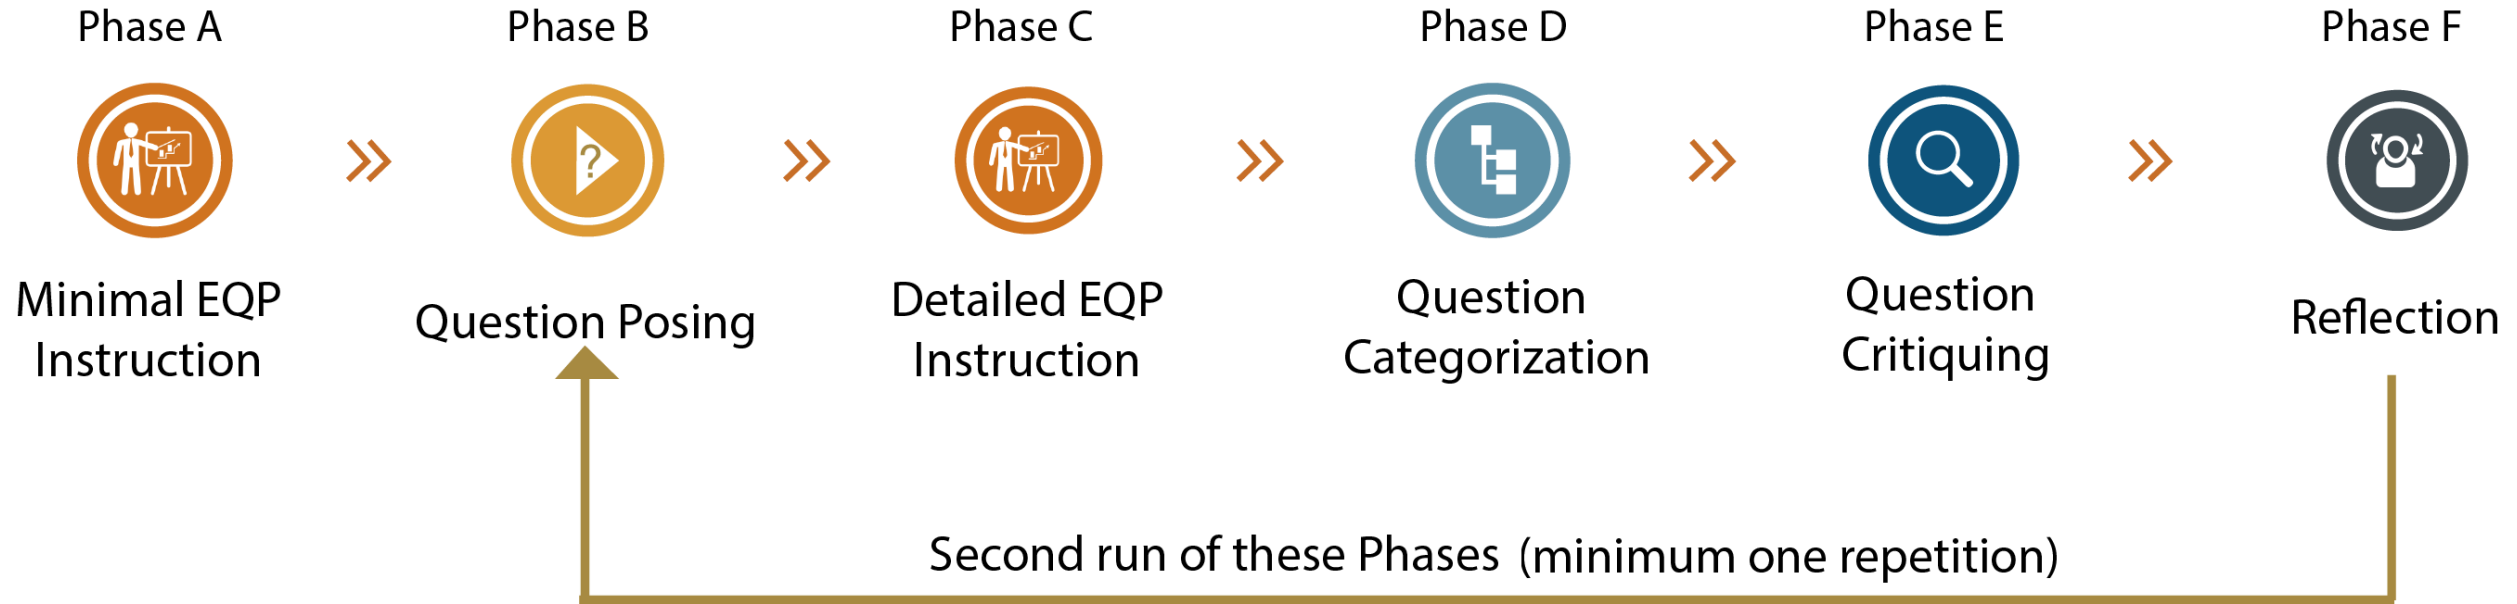 Phase A
Phase B
Phase C
Phase D
Phase E
Phase F
?
Minimal EQP
Instruction
Question Posing
Detailed EQP
Instruction
Question
Categorization
Question
Critiquing
Reflection
Second run of these Phases (minimum one repetition)